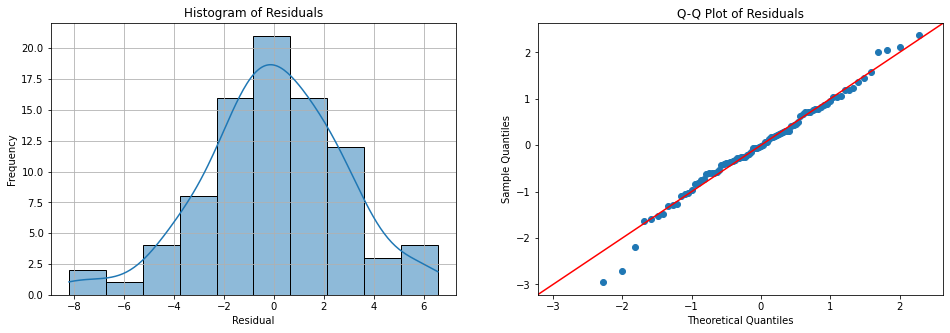 Histogram of Residuals
20.0
17.5
15.0
12.5
10.0
7.5
5.0
2.5
0.0
Frequency
−8 −6 −4 −2 0 2 4 6
Residual
Q-Q Plot of Residuals
2
1
0
−1
−2
−3
Sample Quantiles
−3 −2 −1 0 1 2
Theoretical Quantiles